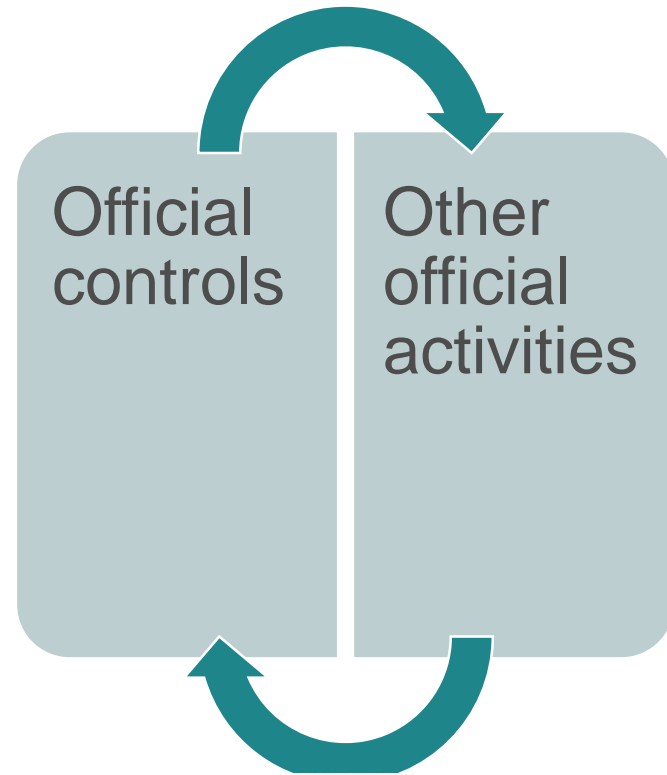 Official
controls
Other
official
activities